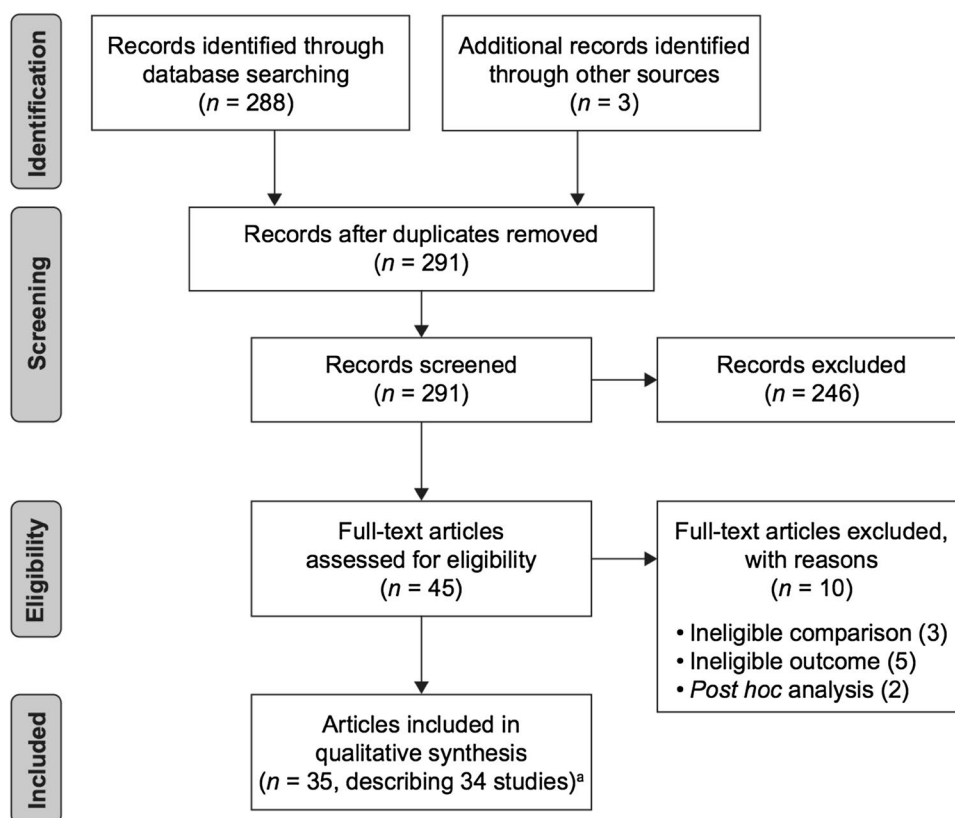 Identification
Records identified through
database searching
(n = 288)
Additional records identified
through other sources
(n = 3)
Screening
Records after duplicates removed
(n = 291)
Records screened
(n = 291)
Records excluded
(n = 246)
Eligibility
Full-text articles
assessed for eligibility
(n = 45)
Full-text articles excluded,
with reasons
(n = 10)
• Ineligible comparison (3)
• Ineligible outcome (5)
• Post hoc analysis (2)
Included
Articles included in
qualitative synthesis
(n = 35, describing 34 studies)ᵃ